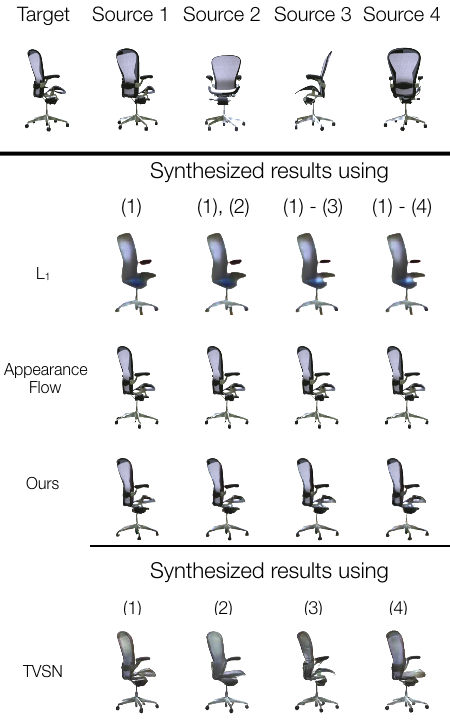 Target Source 1 Source 2 Source 3 Source 4
Synthesized results using
(1) (1), (2) (1) - (3) (1) - (4)
L₁
Appearance
Flow
Ours
Synthesized results using
(1) (2) (3) (4)
TVSN